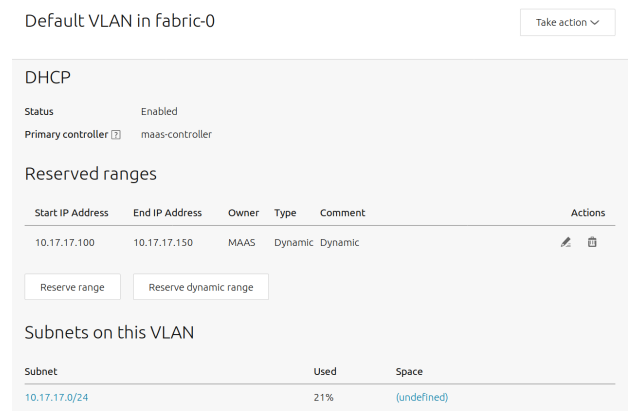 Default VLAN in fabric-0
Take action
DHCP
Status Enabled
Primary controller ? maas-controller
Reserved ranges
Start IP Address End IP Address Owner Type Comment Actions
10.17.17.100 10.17.17.150 MAAS Dynamic Dynamic
Reserve range Reserve dynamic range
Subnets on this VLAN
Subnet Used Space
10.17.17.0/24 21% (undefined)